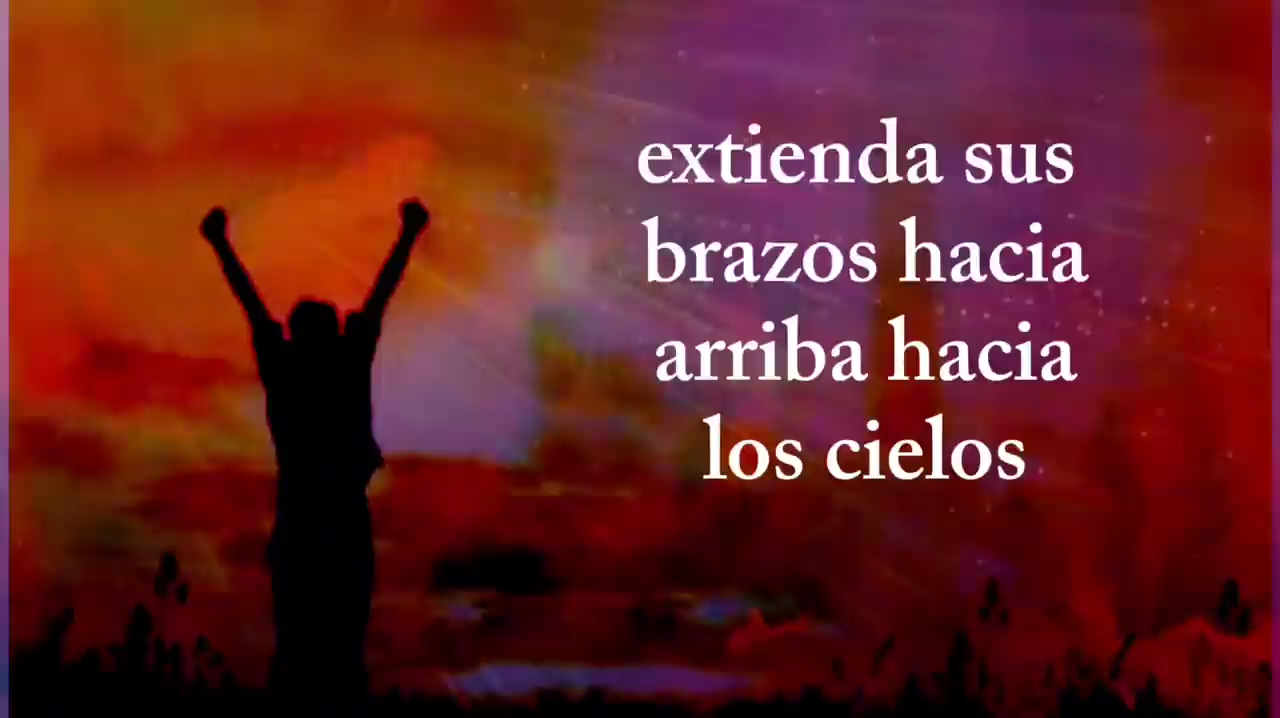 extienda sus
brazos hacia
arriba hacia
los cielos